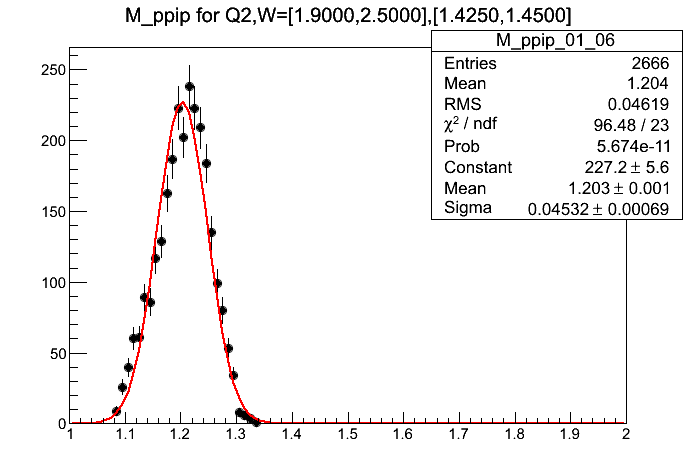 M_ppip for Q2,W=[1.9000,2.5000],[1.4250,1.4500]
M_ppip_01_06
Entries 2666
Mean 1.204
RMS 0.04619
χ² / ndf 96.48 / 23
Prob 5.674e-11
Constant 227.2 ± 5.6
Mean 1.203 ± 0.001
Sigma 0.04532 ± 0.00069
250
200
150
100
50
0
1 1.1 1.2 1.3 1.4 1.5 1.6 1.7 1.8 1.9 2